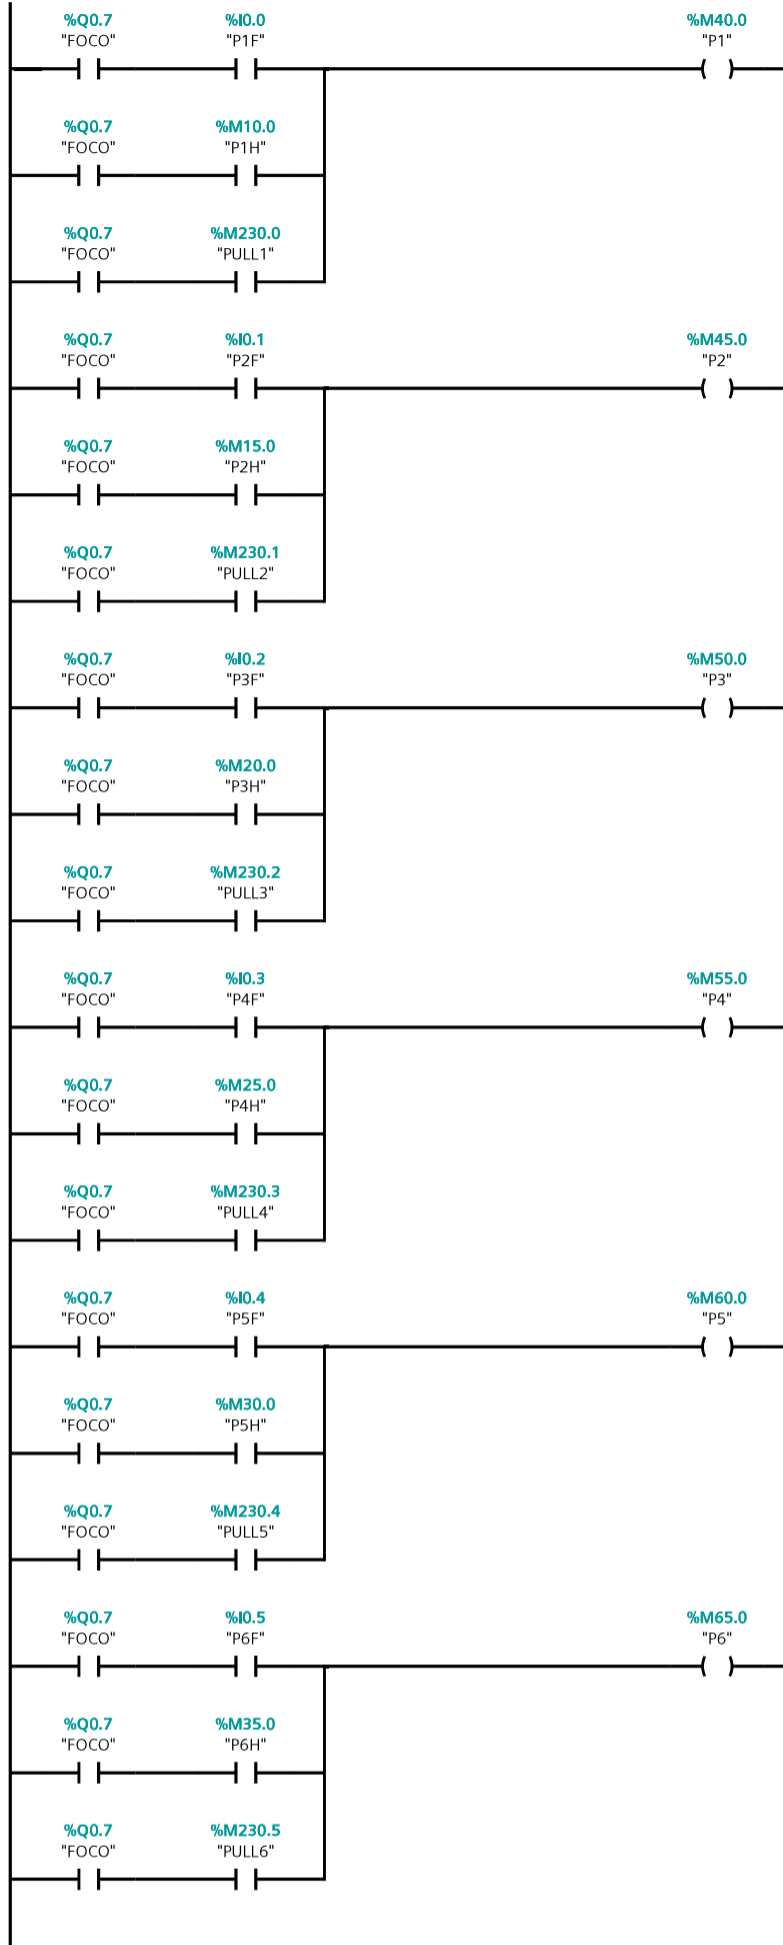 %Q0.7 %I0.0 %M40.0
"FOCO" "P1F" "P1"
%Q0.7 %M10.0
"FOCO" "P1H"
%Q0.7 %M230.0
"FOCO" "PULL1"
%Q0.7 %I0.1 %M45.0
"FOCO" "P2F" "P2"
%Q0.7 %M15.0
"FOCO" "P2H"
%Q0.7 %M230.1
"FOCO" "PULL2"
%Q0.7 %I0.2 %M50.0
"FOCO" "P3F" "P3"
%Q0.7 %M20.0
"FOCO" "P3H"
%Q0.7 %M230.2
"FOCO" "PULL3"
%Q0.7 %I0.3 %M55.0
"FOCO" "P4F" "P4"
%Q0.7 %M25.0
"FOCO" "P4H"
%Q0.7 %M230.3
"FOCO" "PULL4"
%Q0.7 %I0.4 %M60.0
"FOCO" "P5F" "P5"
%Q0.7 %M30.0
"FOCO" "P5H"
%Q0.7 %M230.4
"FOCO" "PULL5"
%Q0.7 %I0.5 %M65.0
"FOCO" "P6F" "P6"
%Q0.7 %M35.0
"FOCO" "P6H"
%Q0.7 %M230.5
"FOCO" "PULL6"